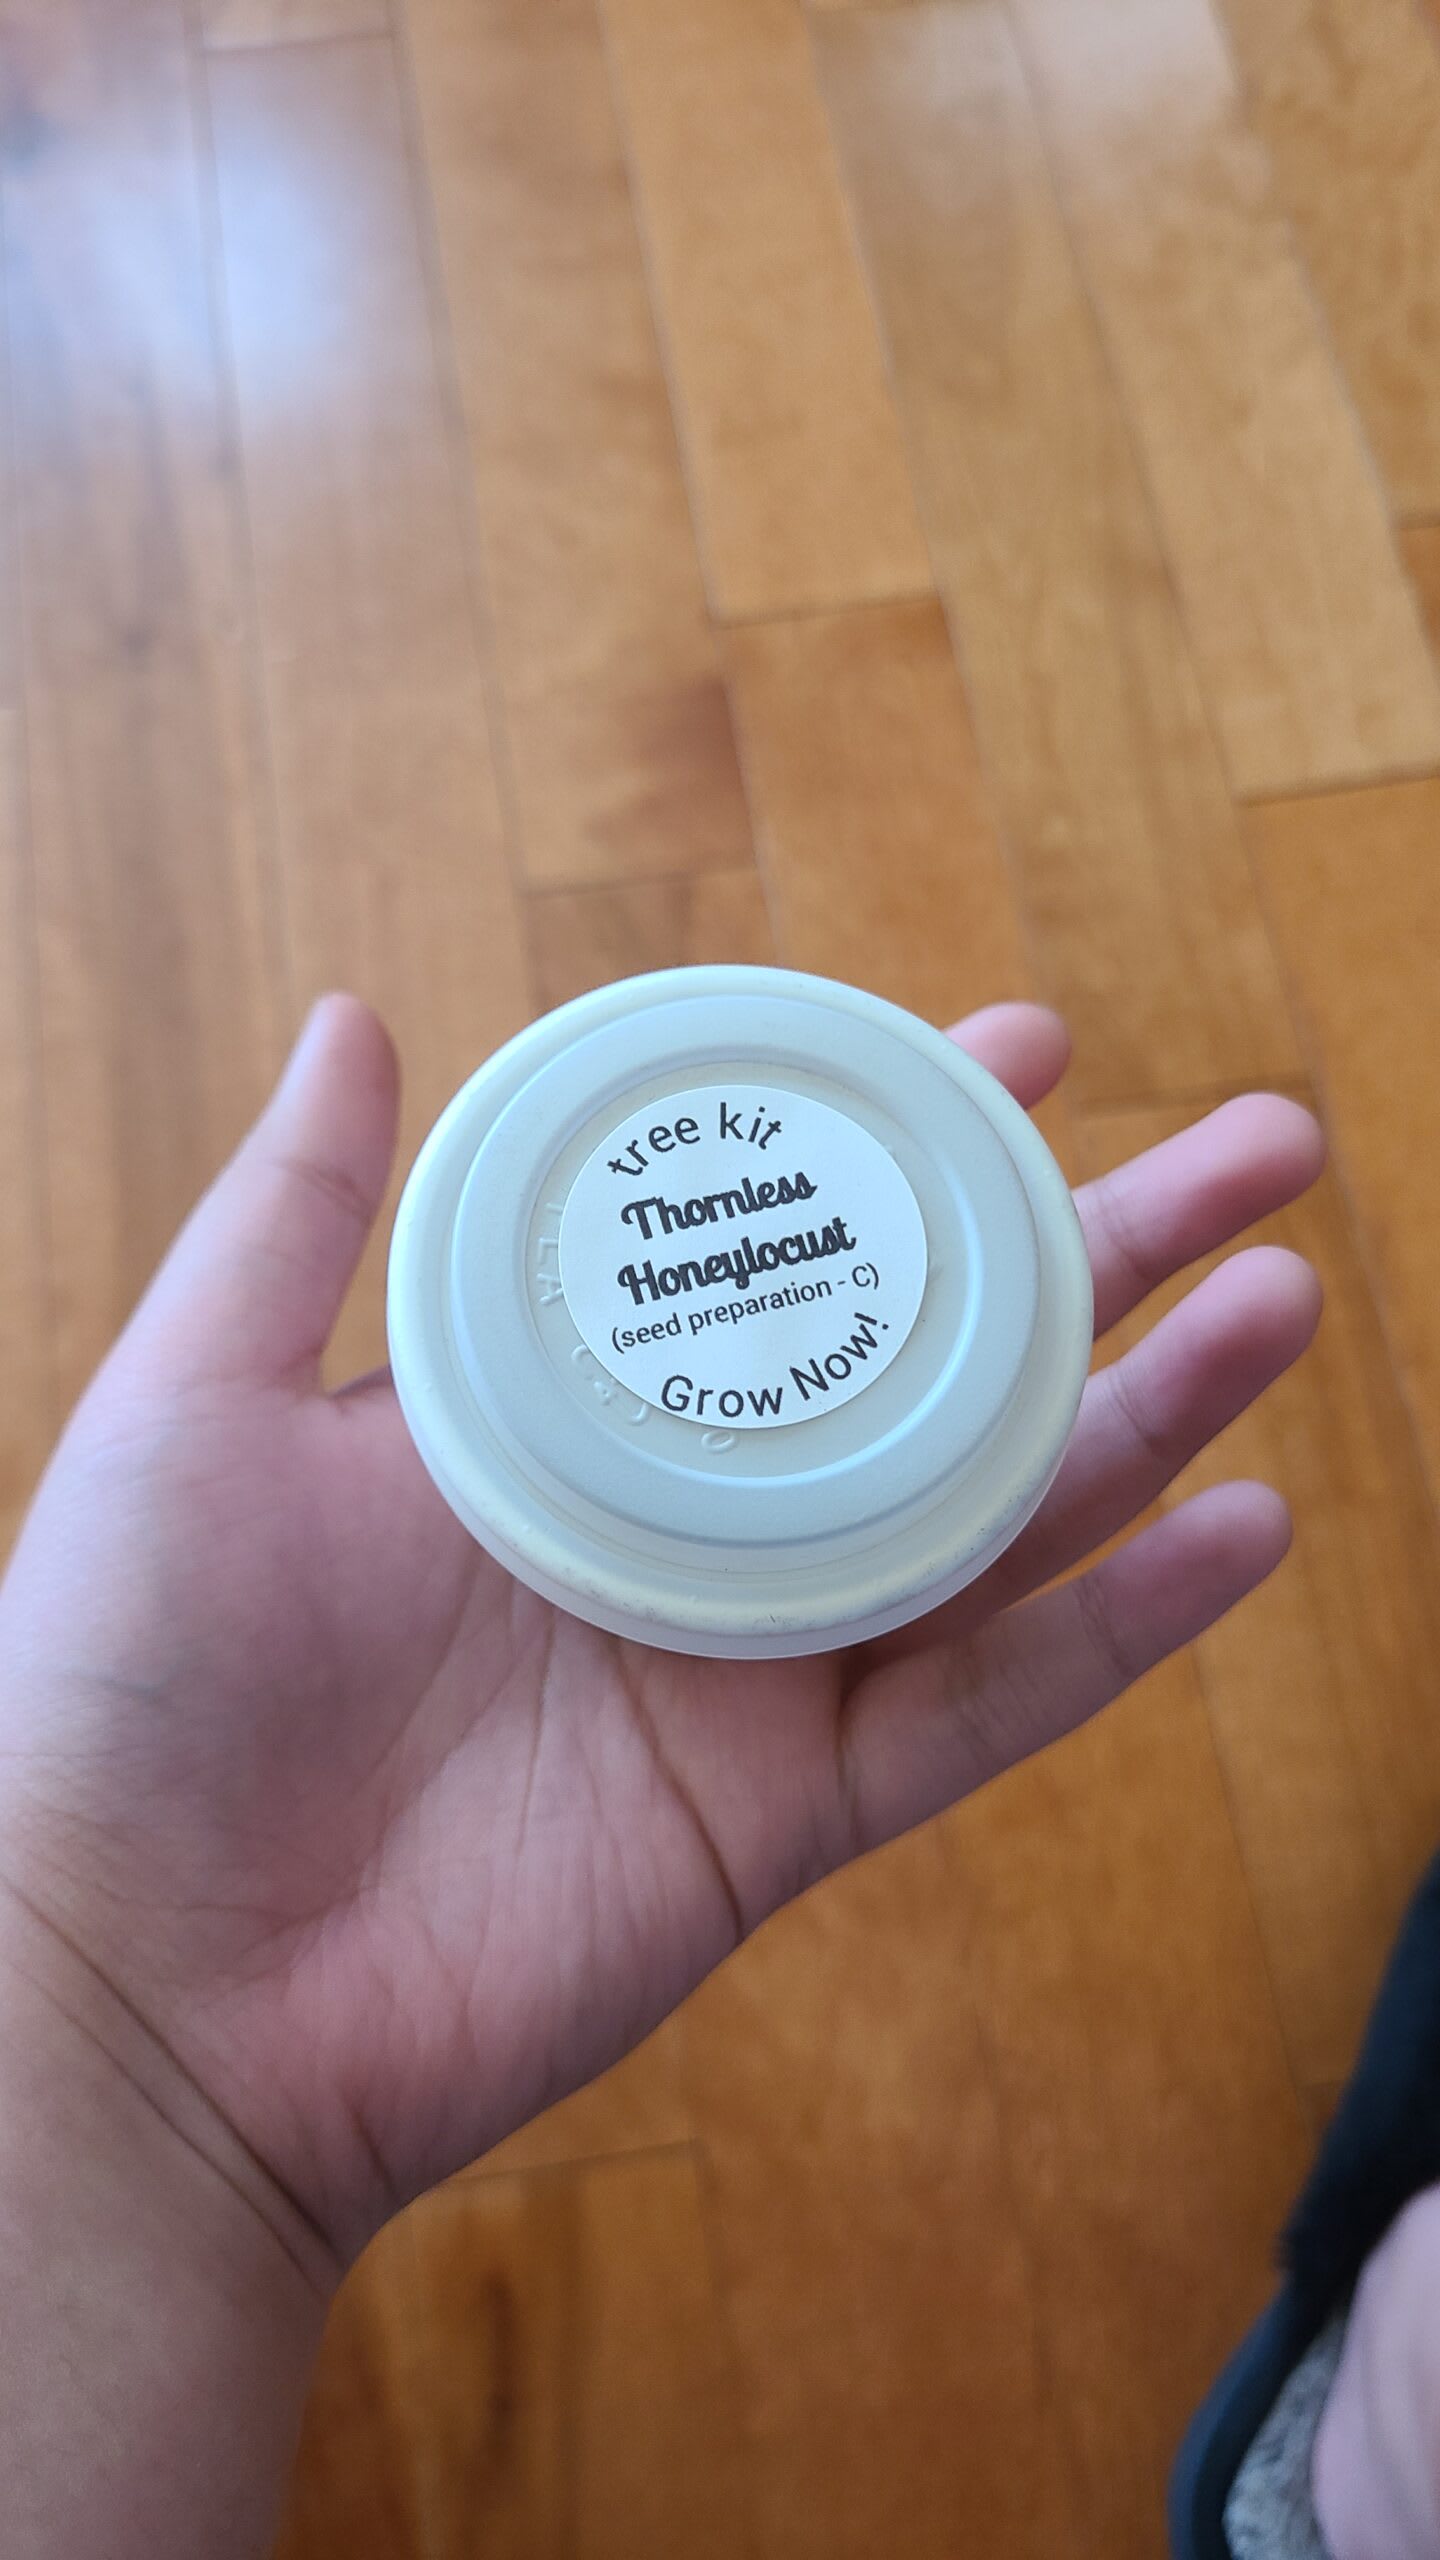 tree kit
Thornless
Honeylocust
(seed preparation - C)
Grow Now!